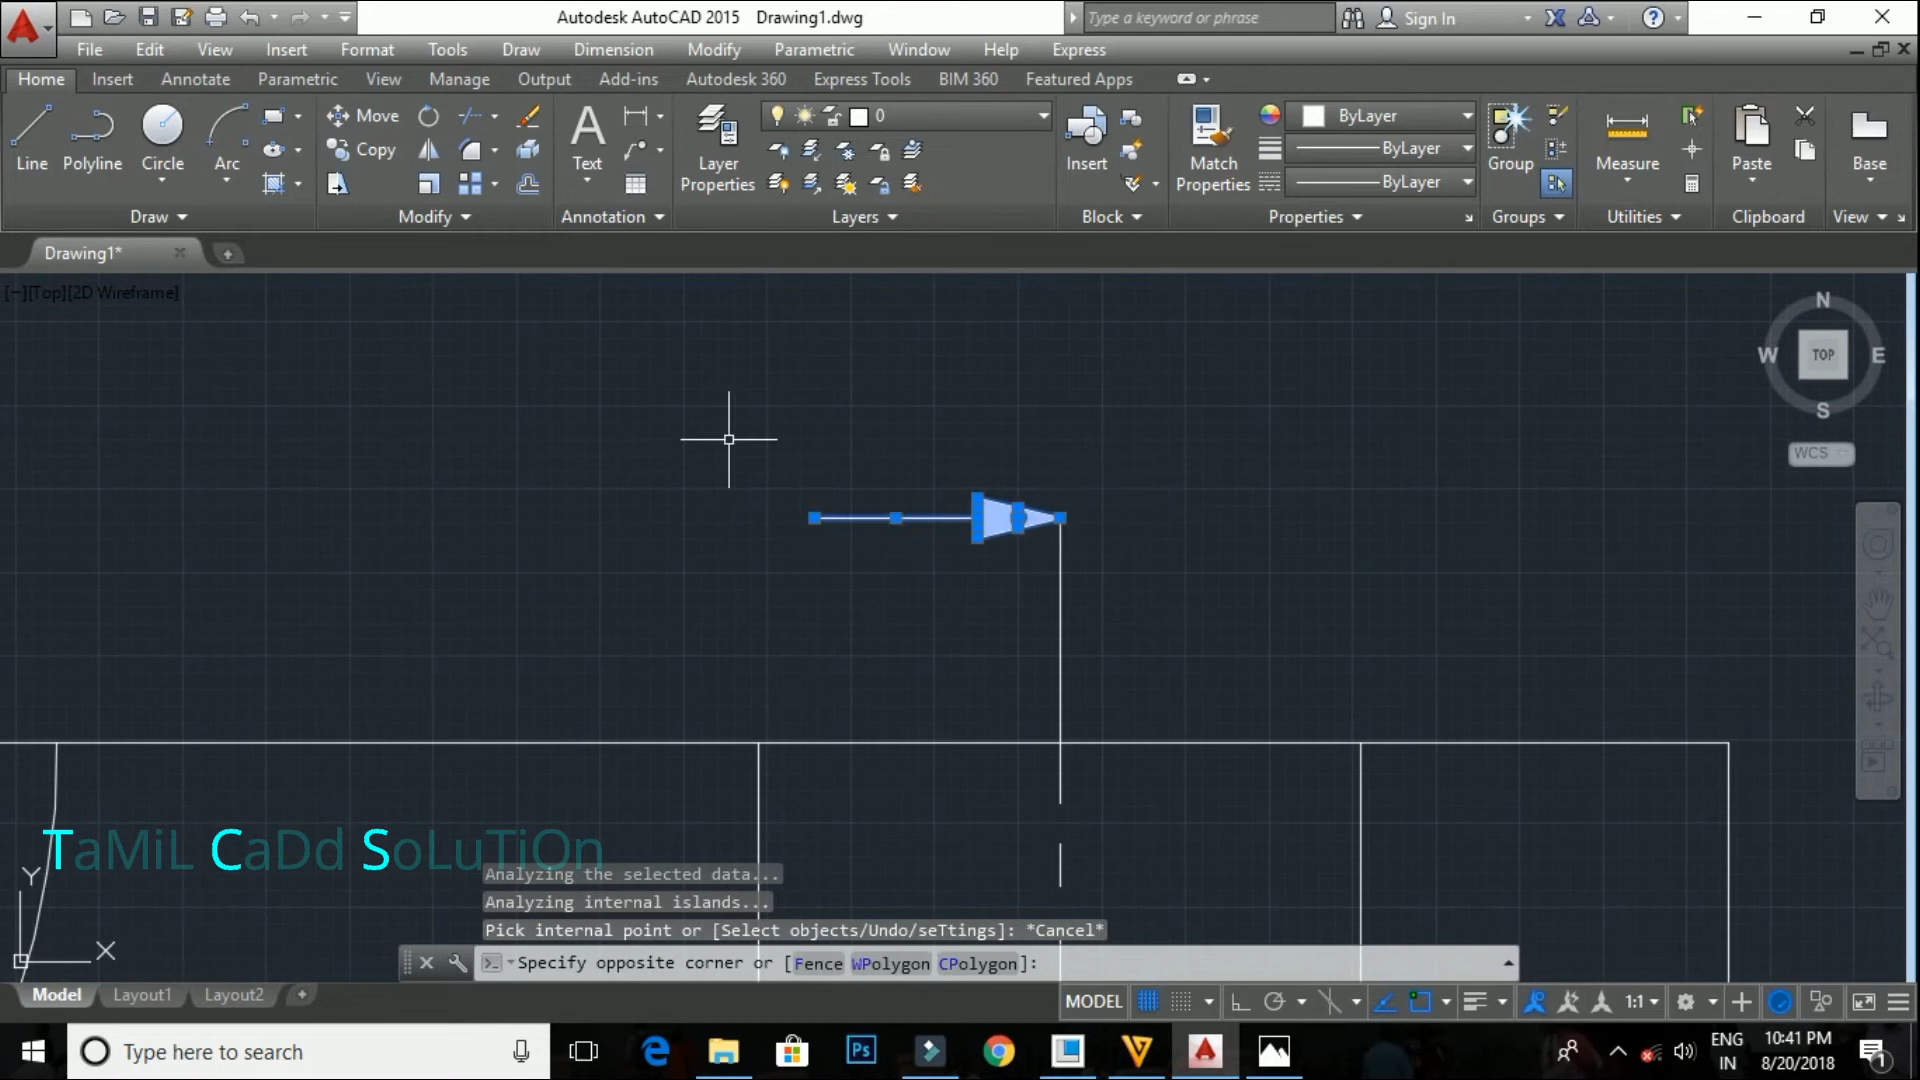 Autodesk AutoCAD 2015 Drawing1.dwg
Type a keyword or phrase
Sign In
File Edit View Insert Format Tools Draw Dimension Modify Parametric Window Help Express
Home Insert Annotate Parametric View Manage Output Add-ins Autodesk 360 Express Tools BIM 360 Featured Apps
Line Polyline Circle Arc
Move
Copy
Text
Layer Properties
0
Insert
Match Properties
ByLayer
ByLayer
ByLayer
Group
Measure
Paste
Base
Draw Modify Annotation Layers Block Properties Groups Utilities Clipboard View
Drawing1*
[−][Top][2D Wireframe]
N
W TOP E
S
WCS
TaMiL CaDd SoLuTiOn
Y
X
Analyzing the selected data...
Analyzing internal islands...
Pick internal point or [Select objects/Undo/seTtings]: *Cancel*
Specify opposite corner or [Fence WPolygon CPolygon]:
Model Layout1 Layout2
MODEL
1:1
Type here to search
Ps
ENG
IN
10:41 PM
8/20/2018
1